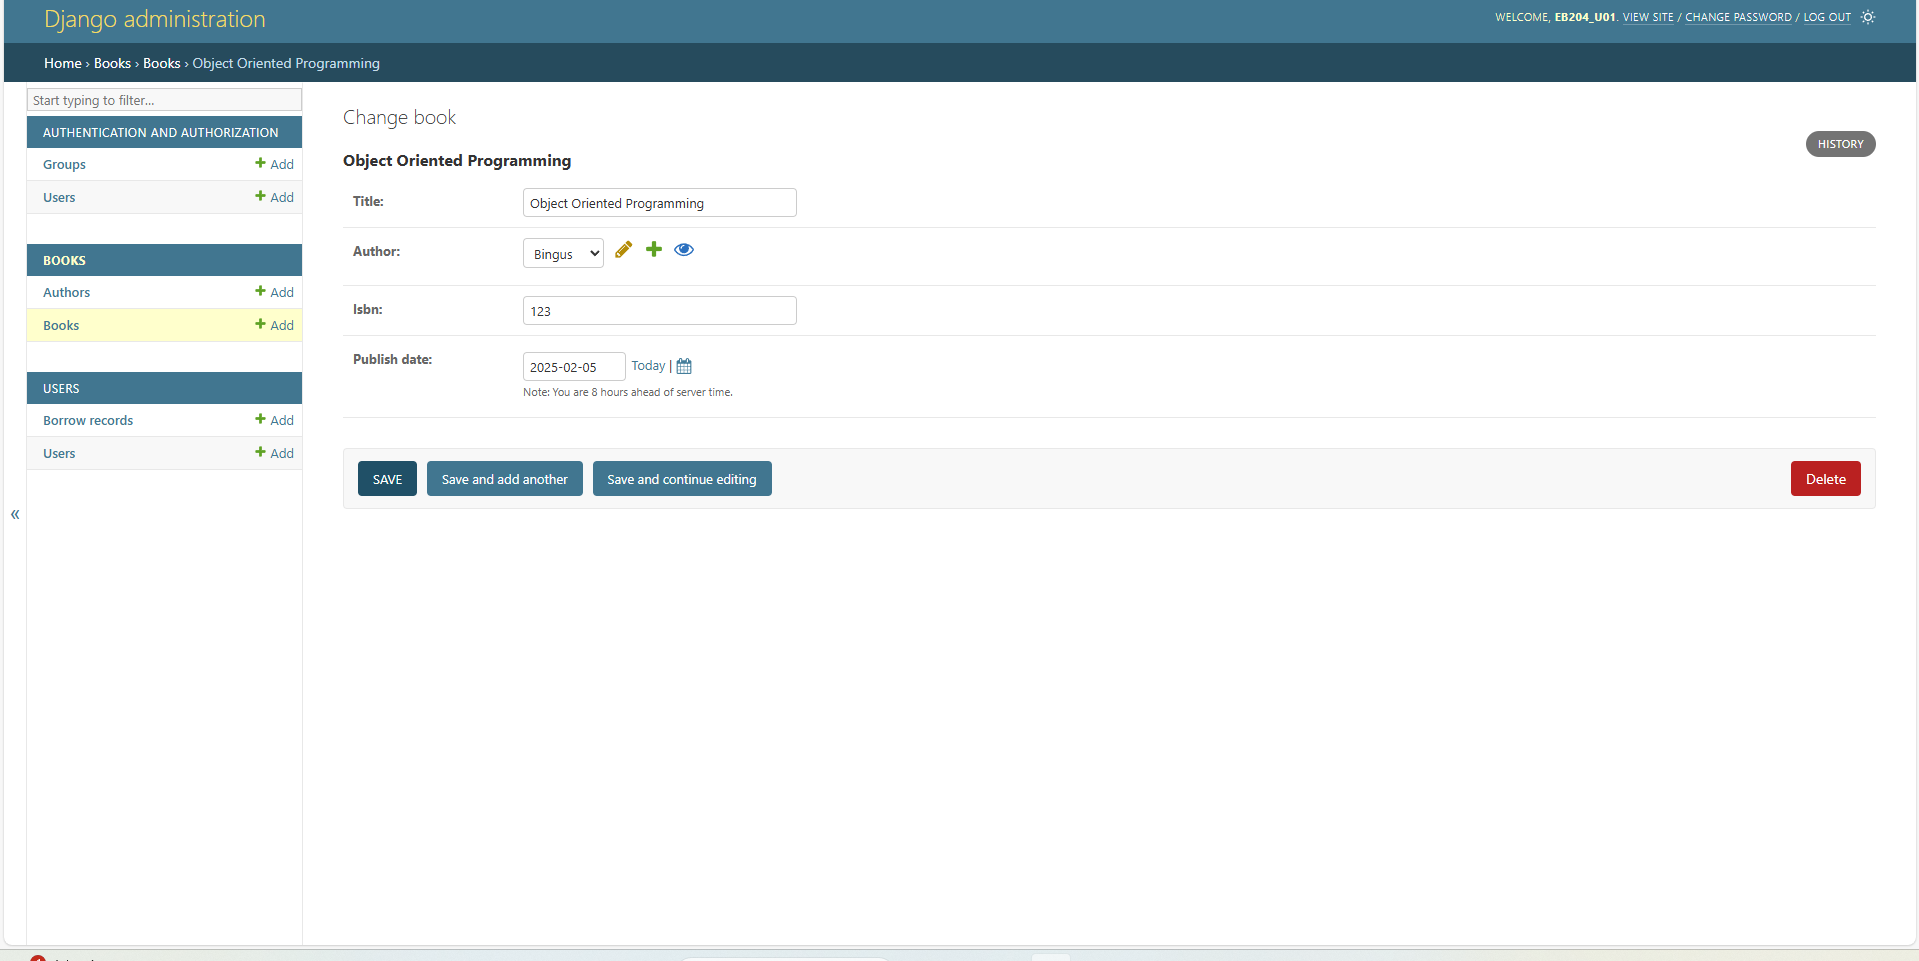 Django administration
WELCOME, EB204_U01. VIEW SITE / CHANGE PASSWORD / LOG OUT
Home › Books › Books › Object Oriented Programming
Start typing to filter...
AUTHENTICATION AND AUTHORIZATION
Groups Add
Users Add
BOOKS
Authors Add
Books Add
USERS
Borrow records Add
Users Add
«
Change book
HISTORY
Object Oriented Programming
Title: Object Oriented Programming
Author: Bingus
Isbn: 123
Publish date: 2025-02-05 Today |
Note: You are 8 hours ahead of server time.
SAVE Save and add another Save and continue editing Delete